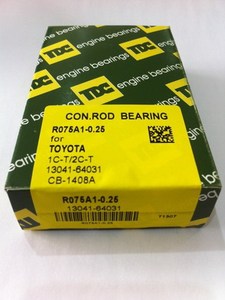 TDC
engine bearings
CON.ROD BEARING
R075A1-0.25
for
TOYOTA
1C-T/2C-T
13041-64031
CB-1408A
R075A1-0.25
13041-64031